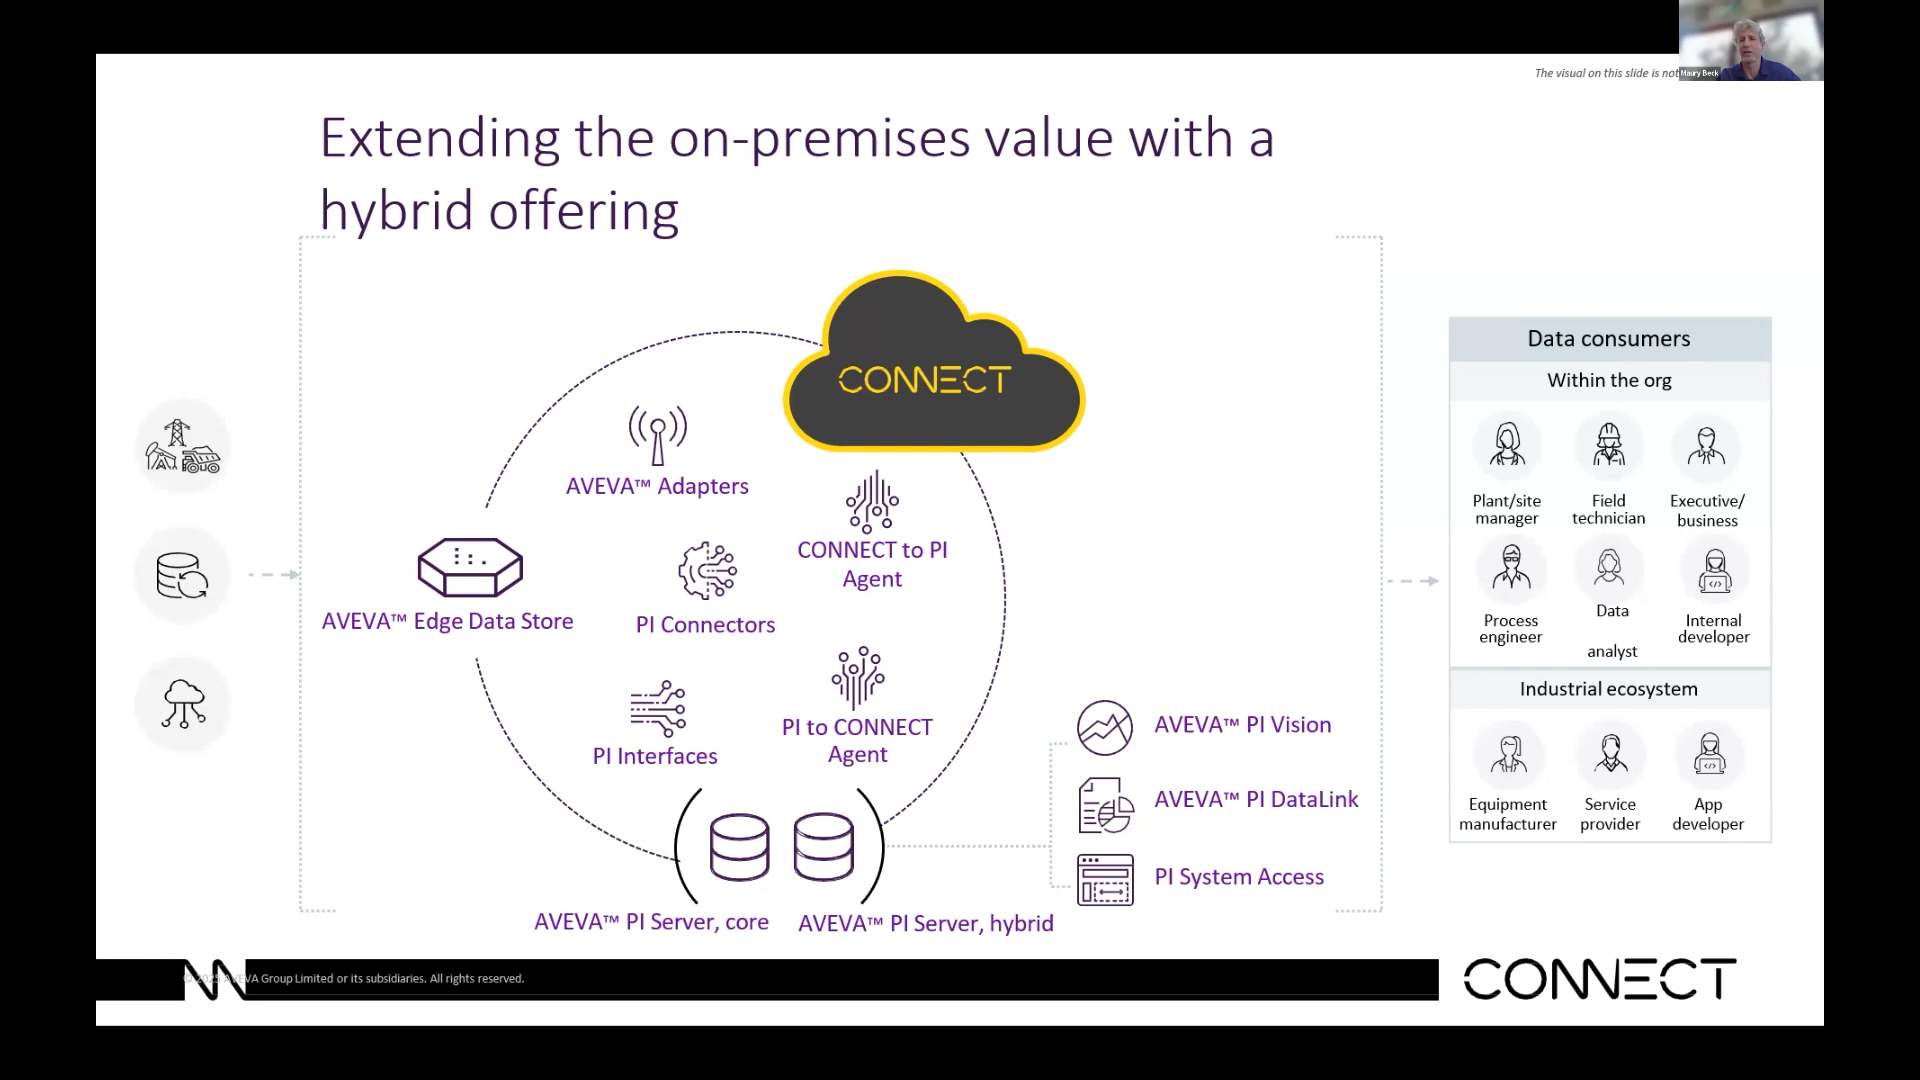 The visual on this slide is not
Maury Beck
Extending the on-premises value with a
hybrid offering
CONNECT
AVEVA™ Adapters
CONNECT to PI
Agent
AVEVA™ Edge Data Store
PI Connectors
PI to CONNECT
Agent
PI Interfaces
AVEVA™ PI Server, core
AVEVA™ PI Server, hybrid
AVEVA™ PI Vision
AVEVA™ PI DataLink
PI System Access
Data consumers
Within the org
Plant/site
manager
Field
technician
Executive/
business
Process
engineer
Data
analyst
Internal
developer
Industrial ecosystem
Equipment
manufacturer
Service
provider
App
developer
Group Limited or its subsidiaries. All rights reserved.
CONNECT